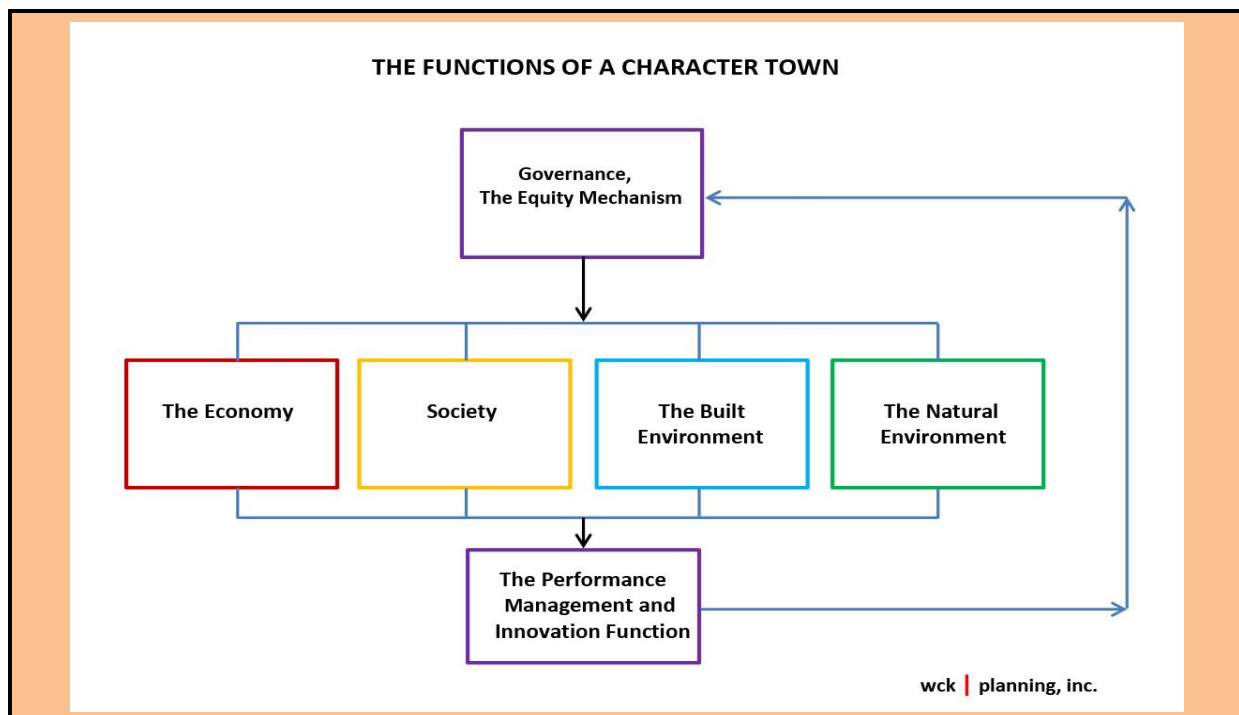 THE FUNCTIONS OF A CHARACTER TOWN
Governance,
The Equity Mechanism
The Economy
Society
The Built
Environment
The Natural
Environment
The Performance
Management and
Innovation Function
wck | planning, inc.